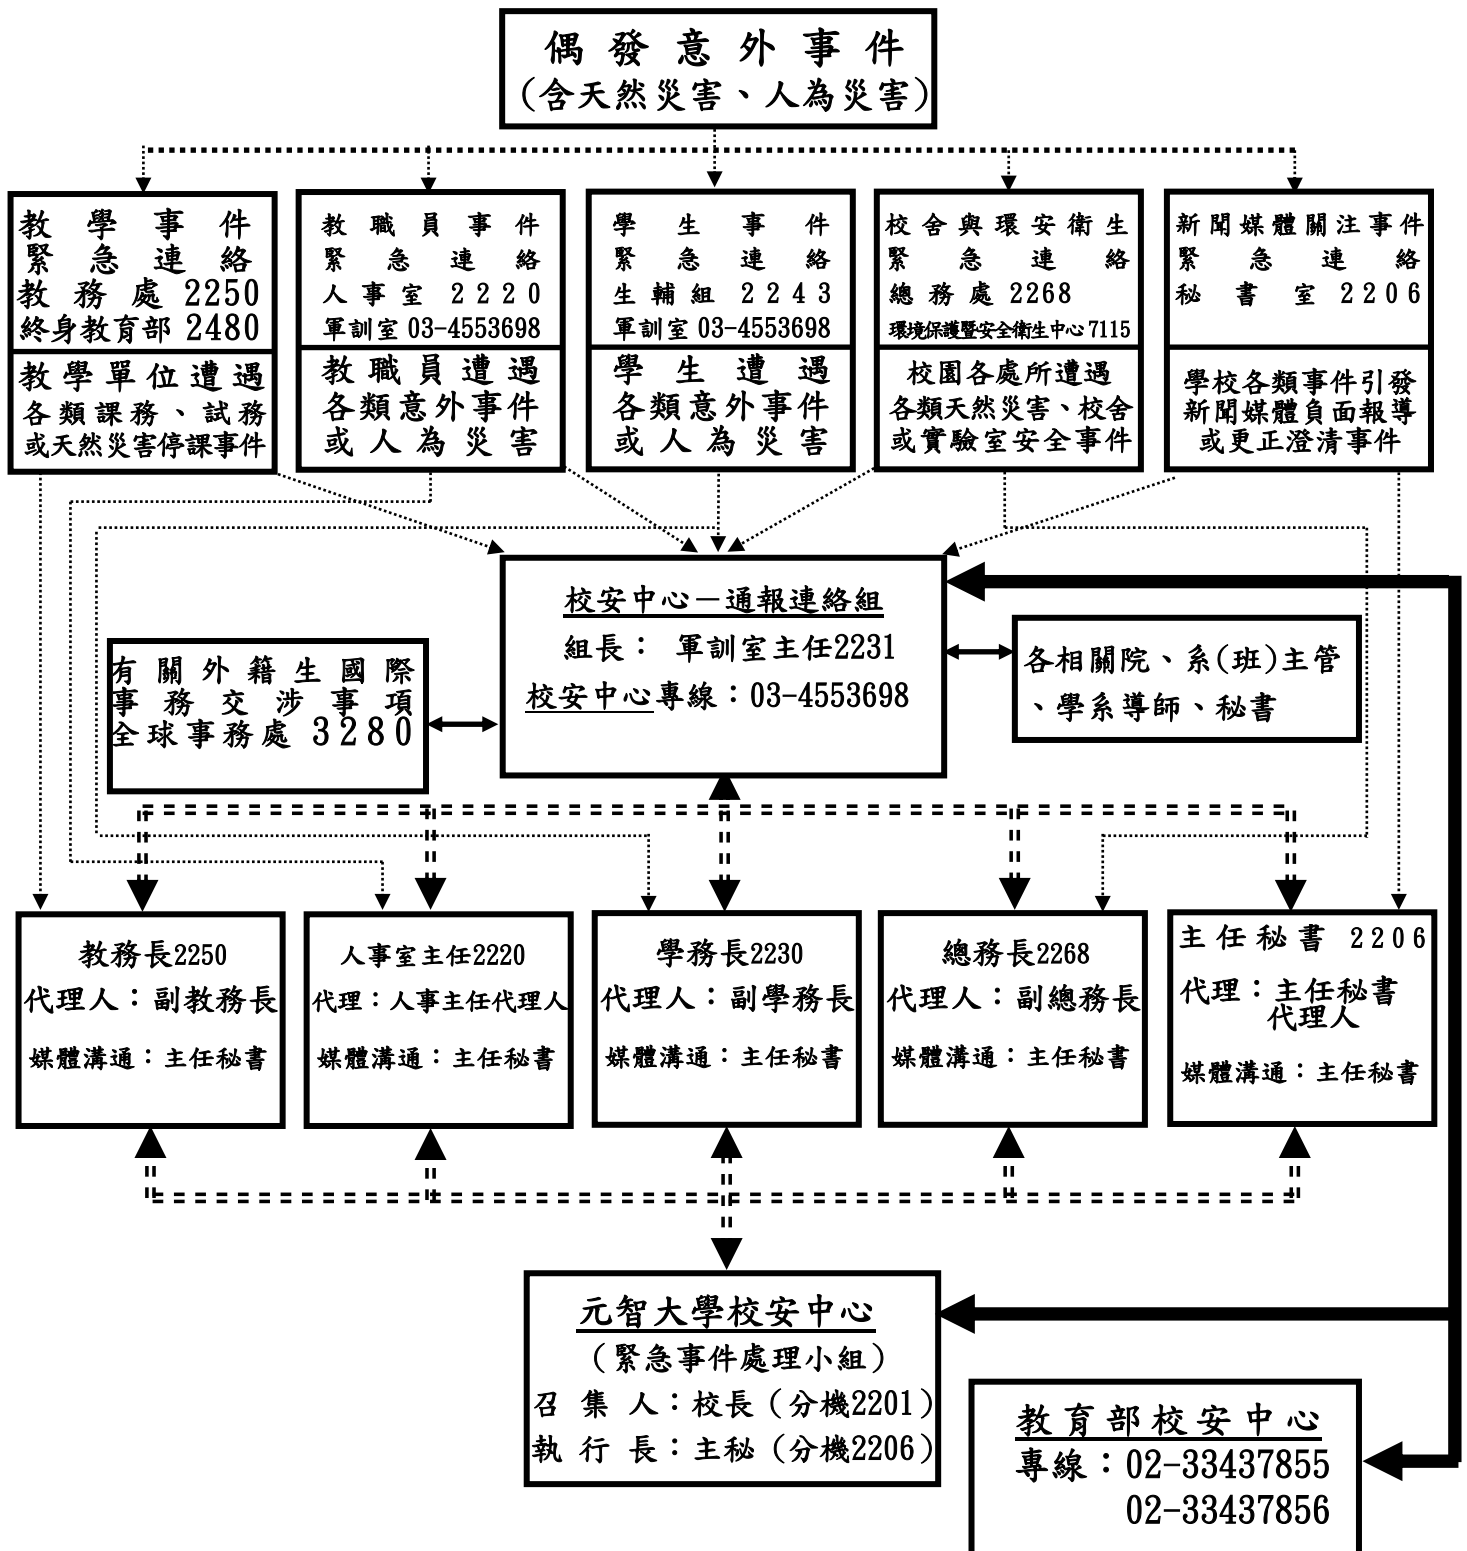 偶發意外事件
（含天然災害、人為災害）
教學事件
緊急連絡
教務處 2250
終身教育部 2480
教學單位遭遇
各類課務、試務
或天然災害停課事件
教職員事件
緊急連絡
人事室 2220
軍訓室 03-4553698
教職員遭遇
各類意外事件
或人為災害
學生事件
緊急連絡
生輔組 2243
軍訓室 03-4553698
學生遭遇
各類意外事件
或人為災害
校舍與環安衛生
緊急連絡
總務處 2268
環境保護暨安全衛生中心 7115
校園各處所遭遇
各類天然災害、校舍
或實驗室安全事件
新聞媒體關注事件
緊急連絡
秘書室 2206
學校各類事件引發
新聞媒體負面報導
或更正澄清事件
校安中心－通報連絡組
組長： 軍訓室主任2231
校安中心專線：03-4553698
有關外籍生國際
事務交涉事項
全球事務處 3280
各相關院、系(班)主管
、學系導師、秘書
教務長2250
代理人：副教務長
媒體溝通：主任秘書
人事室主任2220
代理：人事主任代理人
媒體溝通：主任秘書
學務長2230
代理人：副學務長
媒體溝通：主任秘書
總務長2268
代理人：副總務長
媒體溝通：主任秘書
主任秘書 2206
代理：主任秘書
代理人
媒體溝通：主任秘書
元智大學校安中心
（緊急事件處理小組）
召集人：校長（分機2201）
執行長：主秘（分機2206）
教育部校安中心
專線：02-33437855
02-33437856